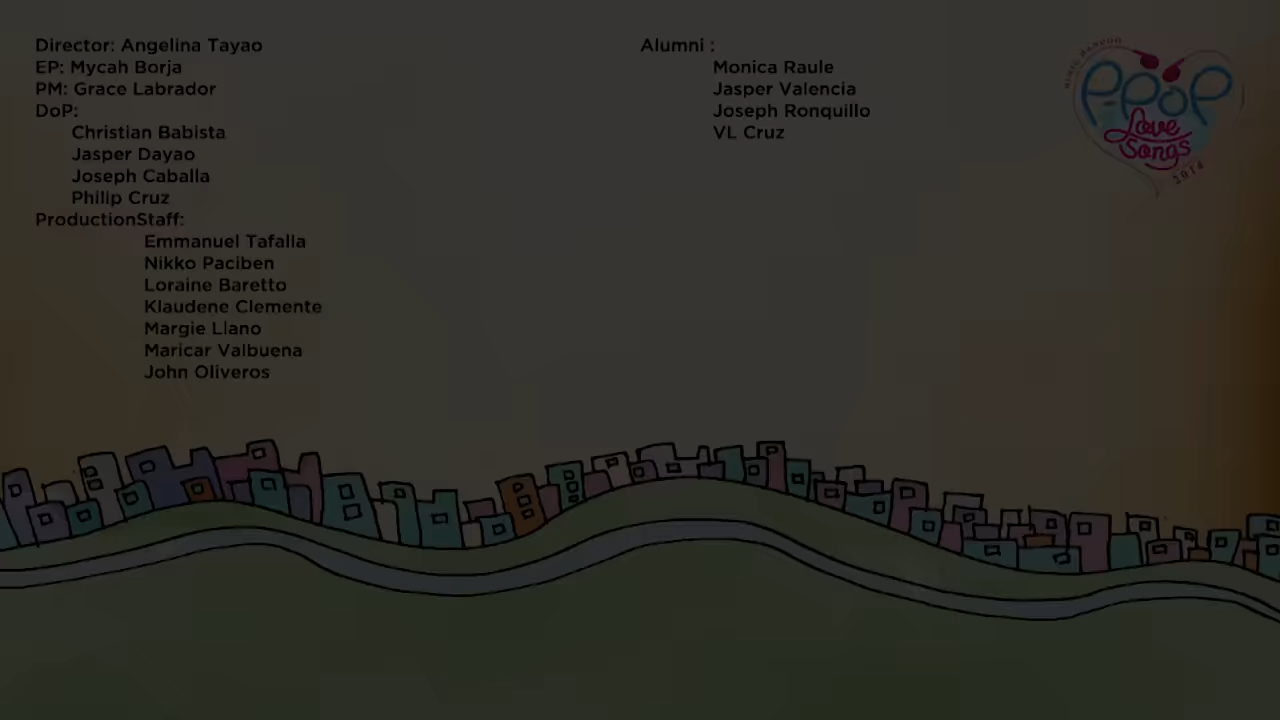 Director: Angelina Tayao
EP: Mycah Borja
PM: Grace Labrador
DoP:
Christian Babista
Jasper Dayao
Joseph Caballa
Philip Cruz
ProductionStaff:
Emmanuel Tafalla
Nikko Paciben
Loraine Baretto
Klaudene Clemente
Margie Llano
Maricar Valbuena
John Oliveros
Alumni :
Monica Raule
Jasper Valencia
Joseph Ronquillo
VL Cruz
P-POP
Love
Songs
2014